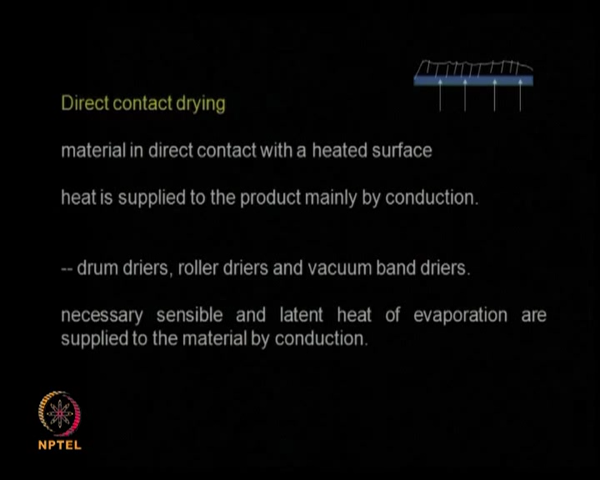 Direct contact drying
material in direct contact with a heated surface
heat is supplied to the product mainly by conduction.
-- drum driers, roller driers and vacuum band driers.
necessary sensible and latent heat of evaporation are
supplied to the material by conduction.
NPTEL